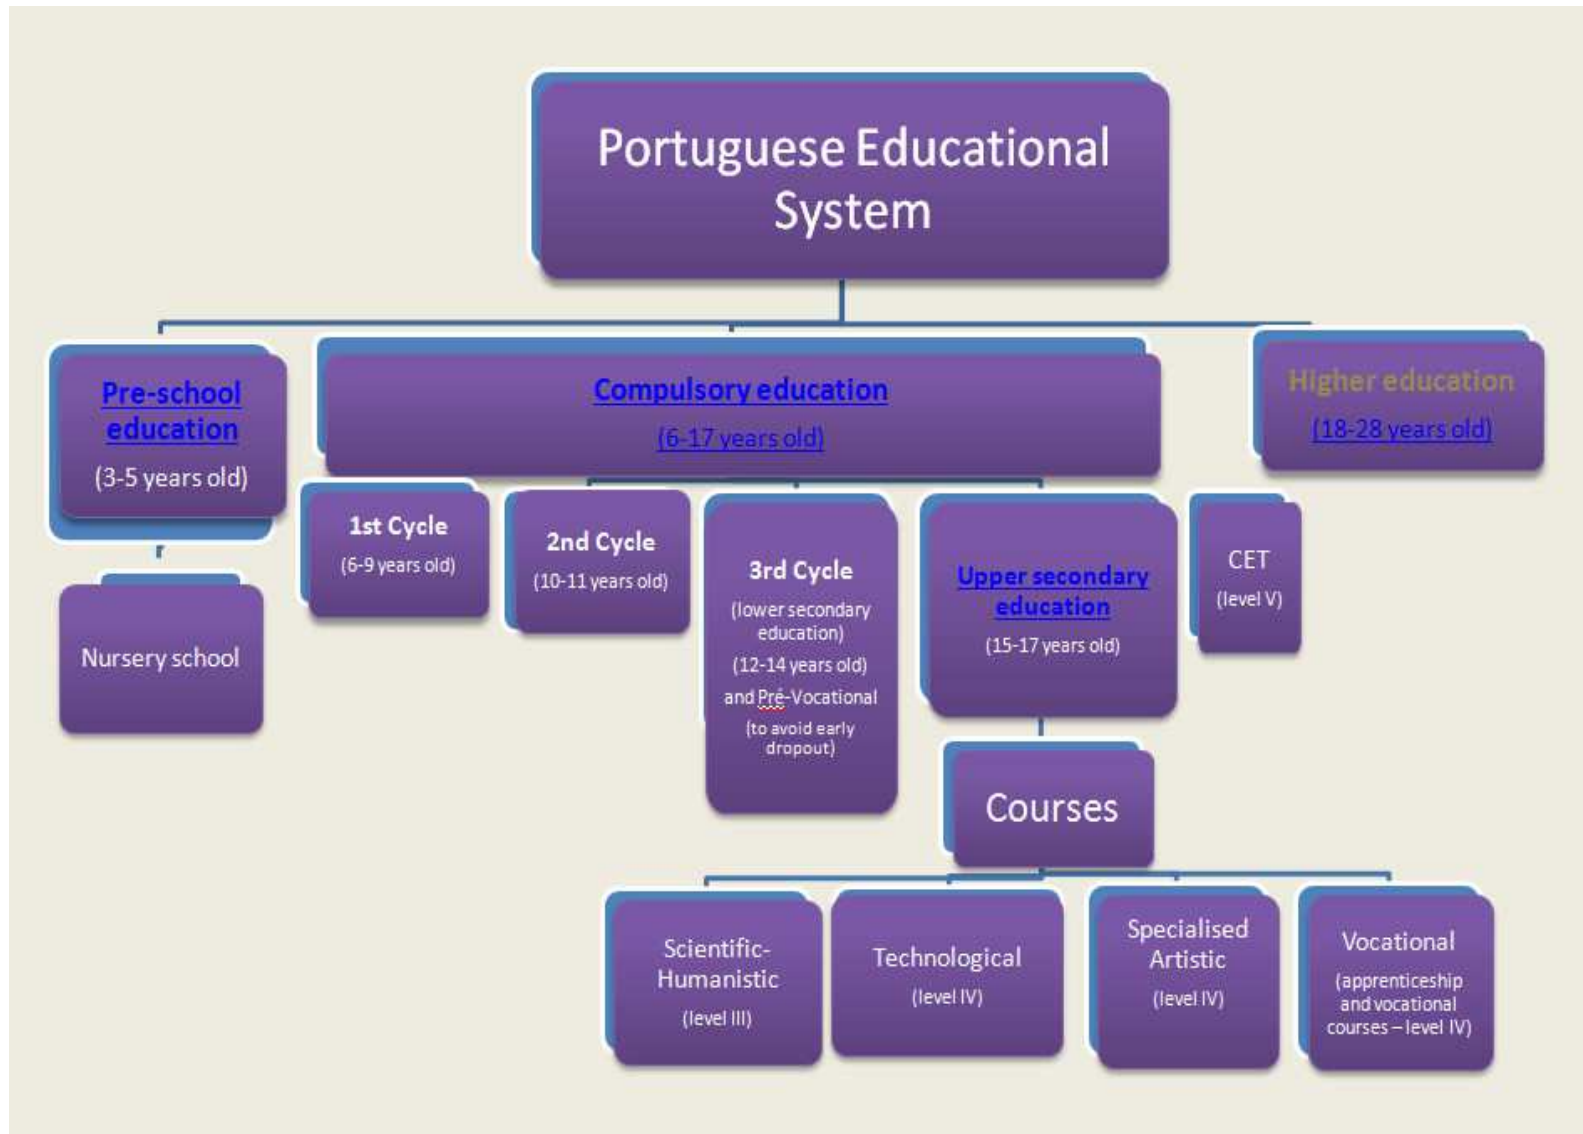 Portuguese Educational
System
Pre-school
education
(3-5 years old)
Compulsory education
(6-17 years old)
Higher education
(18-28 years old)
Nursery school
1st Cycle
(6-9 years old)
2nd Cycle
(10-11 years old)
3rd Cycle
(lower secondary
education)
(12-14 years old)
and Pré-Vocational
(to avoid early
dropout)
Upper secondary
education
(15-17 years old)
CET
(level V)
Courses
Scientific-
Humanistic
(level III)
Technological
(level IV)
Specialised
Artistic
(level IV)
Vocational
(apprenticeship
and vocational
courses – level IV)